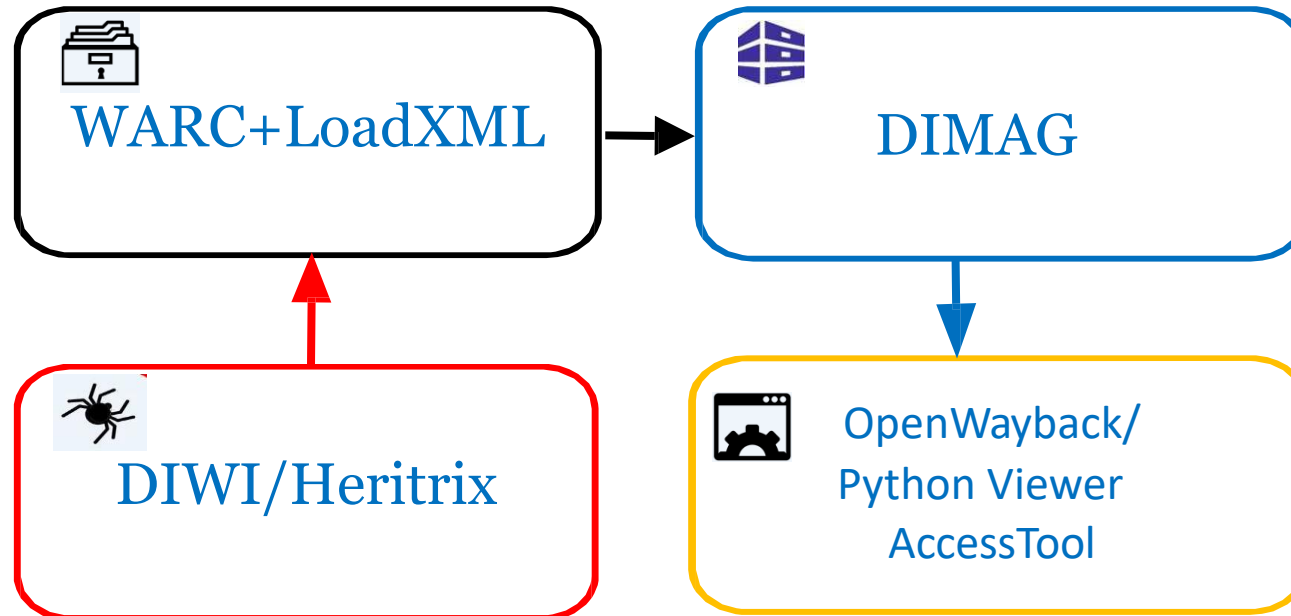 WARC+LoadXML
DIMAG
DIWI/Heritrix
OpenWayback/
Python Viewer
AccessTool